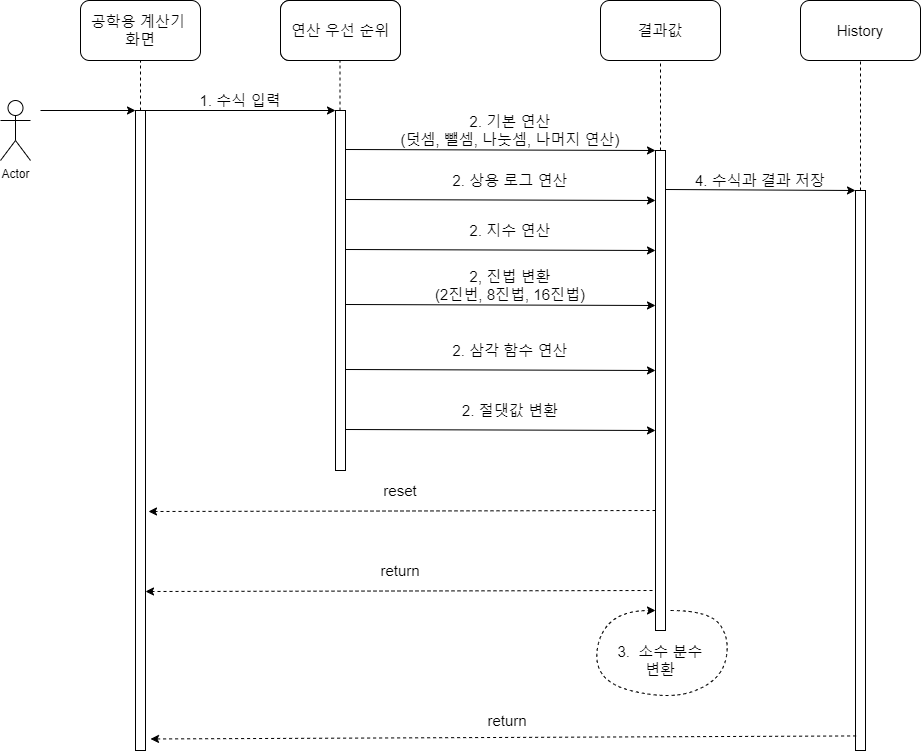 공학용 계산기
화면
연산 우선 순위
결과값
History
1. 수식 입력
Actor
2. 기본 연산
(덧셈, 뺄셈, 나눗셈, 나머지 연산)
2. 상용 로그 연산
4. 수식과 결과 저장
2. 지수 연산
2, 진법 변환
(2진번, 8진법, 16진법)
2. 삼각 함수 연산
2. 절댓값 변환
reset
return
3. 소수 분수
변환
return